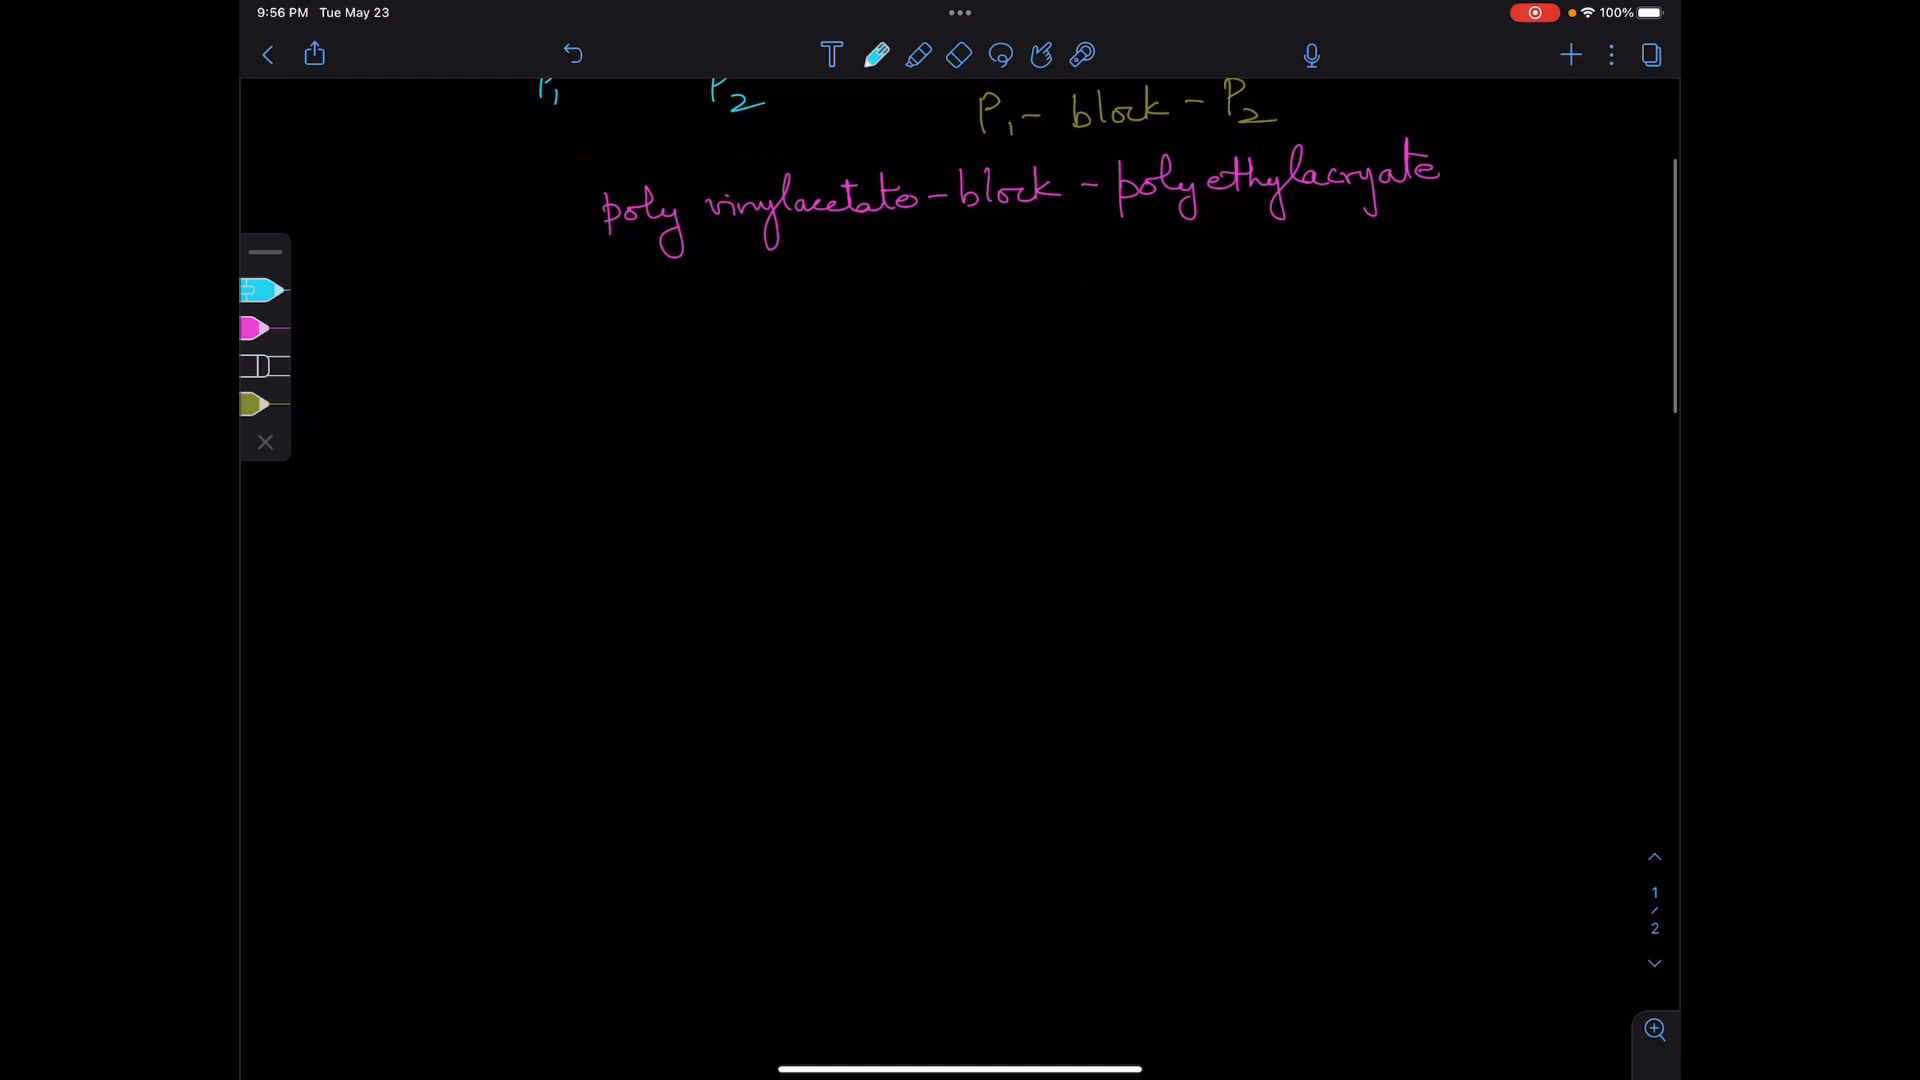 9:56 PM Tue May 23
100%
P1 P2
P1 - block - P2
poly vinylacetate - block - polyethylacryate
1
/
2